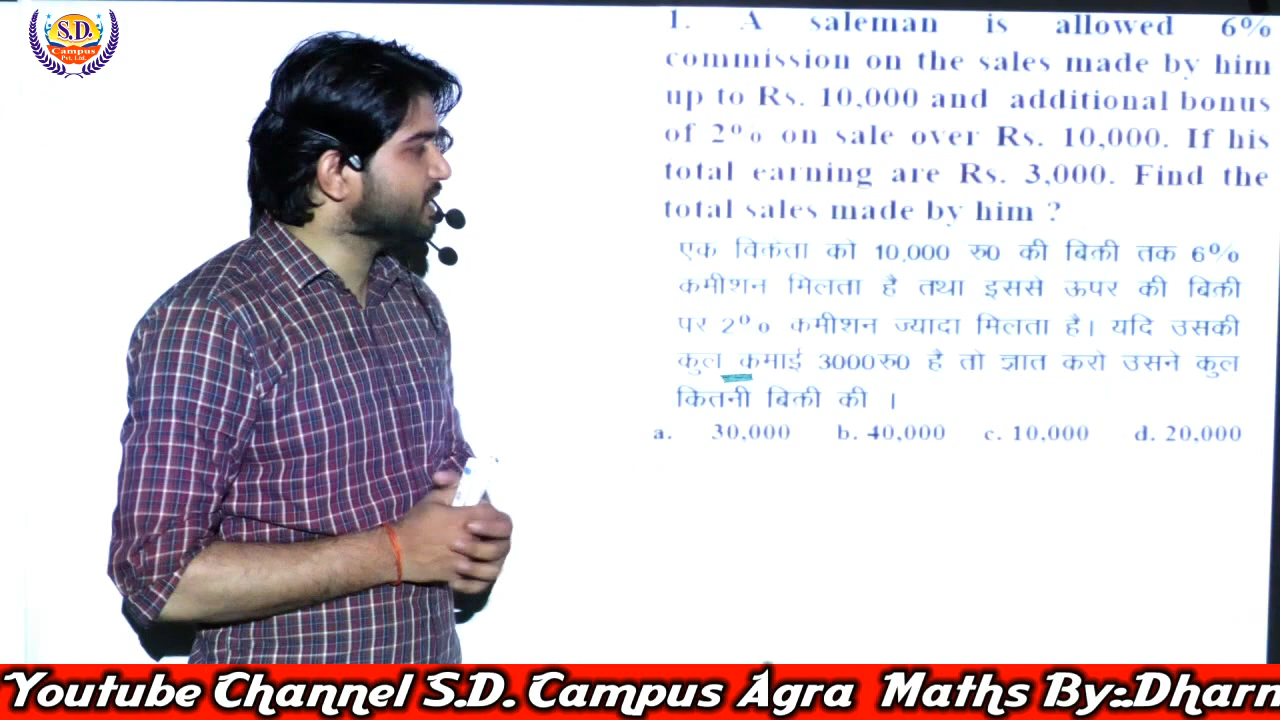 S.D.
Campus
Pvt. Ltd.
1. A saleman is allowed 6%
commission on the sales made by him
up to Rs. 10,000 and additional bonus
of 2% on sale over Rs. 10,000. If his
total earning are Rs. 3,000. Find the
total sales made by him ?
एक विकंता को 10,000 रु0 की बिकी तक 6%
कमीशन मिलता है तथा इससे ऊपर की बिकी
पर 2% कमीशन ज्यादा मिलता है। यदि उसकी
कुल कमाई 3000रु0 है तो ज्ञात करो उसने कुल
कितनी बिकी की ।
a. 30,000 b. 40,000 c. 10,000 d. 20,000
Youtube Channel S.D. Campus Agra Maths By:.Dharn